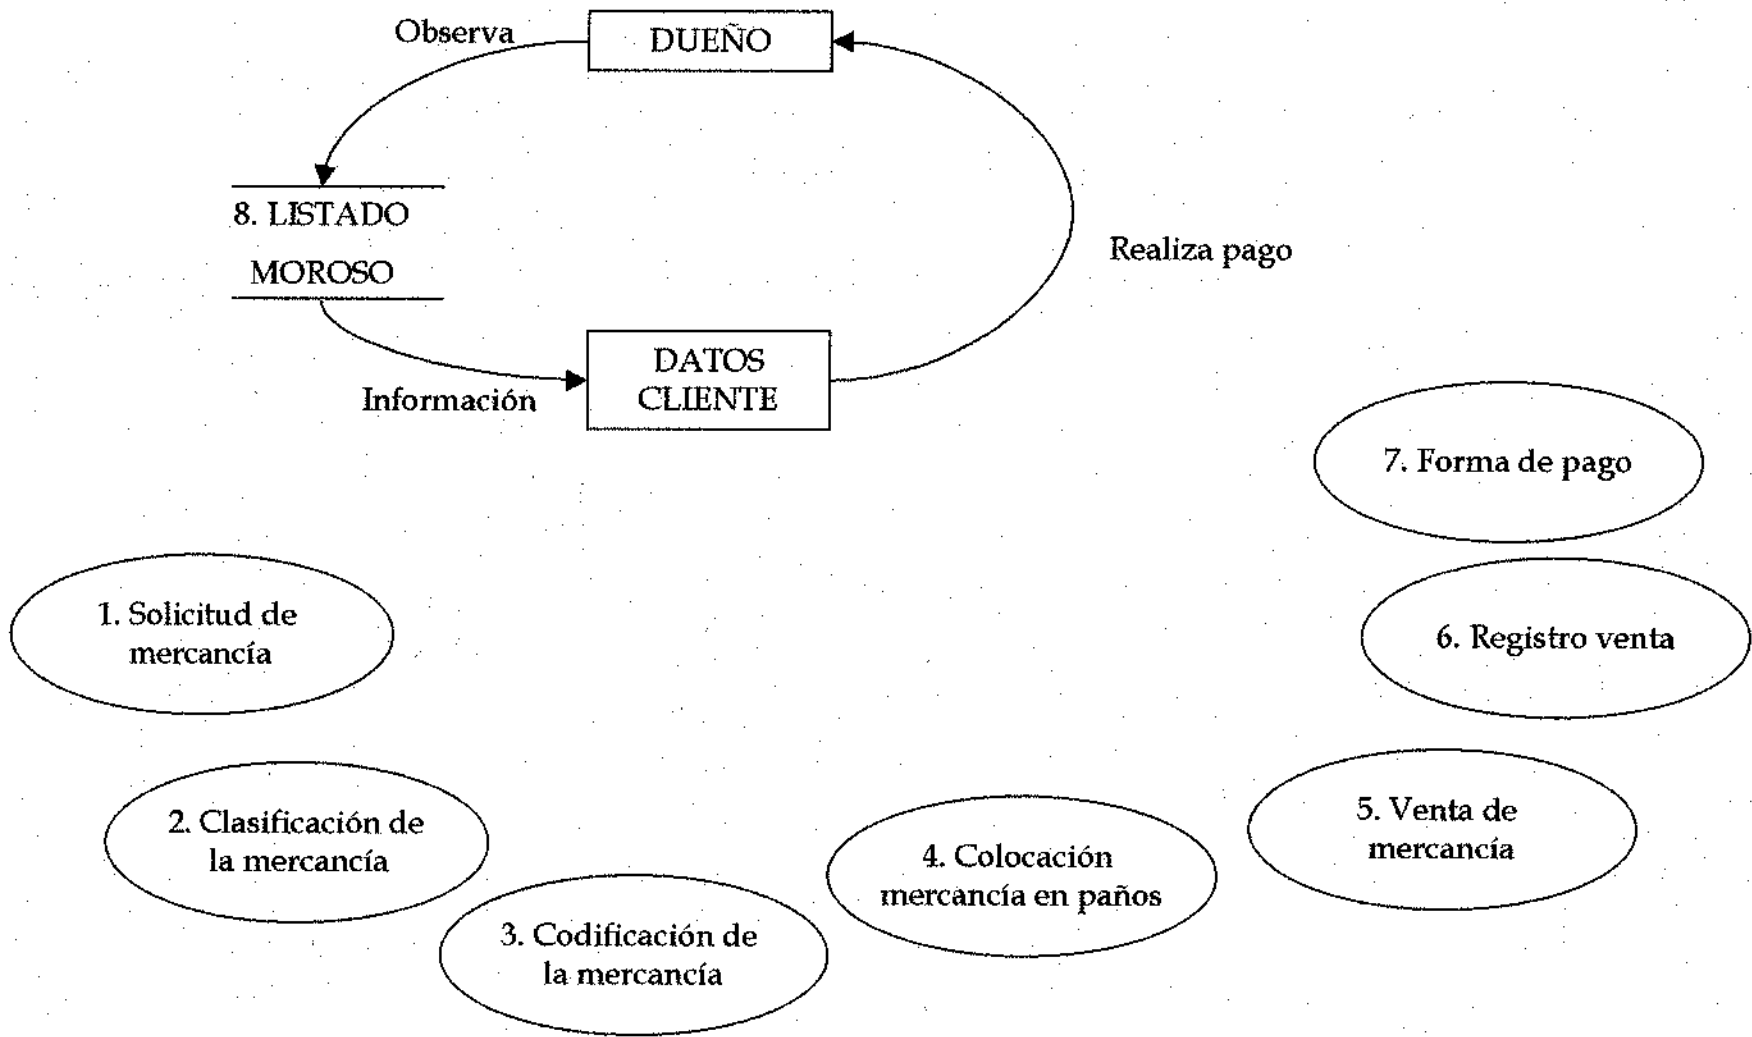 Observa
DUEÑO
8. LISTADO
MOROSO
Realiza pago
DATOS
CLIENTE
Información
7. Forma de pago
1. Solicitud de
mercancía
6. Registro venta
2. Clasificación de
la mercancía
5. Venta de
mercancía
4. Colocación
mercancía en paños
3. Codificación de
la mercancía